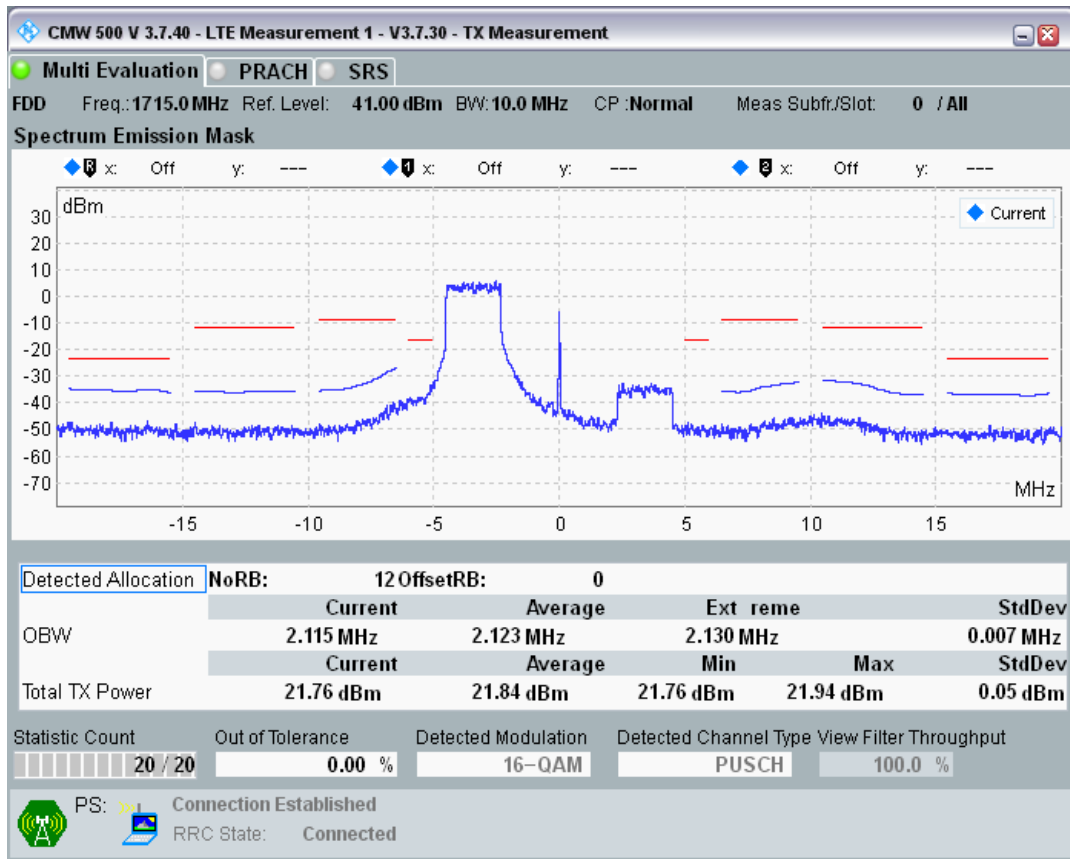 CMW 500 V 3.7.40 - LTE Measurement 1 - V3.7.30 - TX Measurement
Multi Evaluation PRACH SRS
FDD Freq.: 1715.0 MHz Ref. Level: 41.00 dBm BW: 10.0 MHz CP : Normal Meas Subfr./Slot: 0 / All
Spectrum Emission Mask
R x: Off y: --- 1 x: Off y: --- 2 x: Off y: ---
dBm
Current
30
20
10
0
-10
-20
-30
-40
-50
-60
-70
MHz
-15 -10 -5 0 5 10 15
Detected Allocation NoRB: 12 OffsetRB: 0
Current Average Ext reme StdDev
OBW 2.115 MHz 2.123 MHz 2.130 MHz 0.007 MHz
Current Average Min Max StdDev
Total TX Power 21.76 dBm 21.84 dBm 21.76 dBm 21.94 dBm 0.05 dBm
Statistic Count Out of Tolerance Detected Modulation Detected Channel Type View Filter Throughput
20 / 20 0.00 % 16-QAM PUSCH 100.0 %
PS: Connection Established
RRC State: Connected